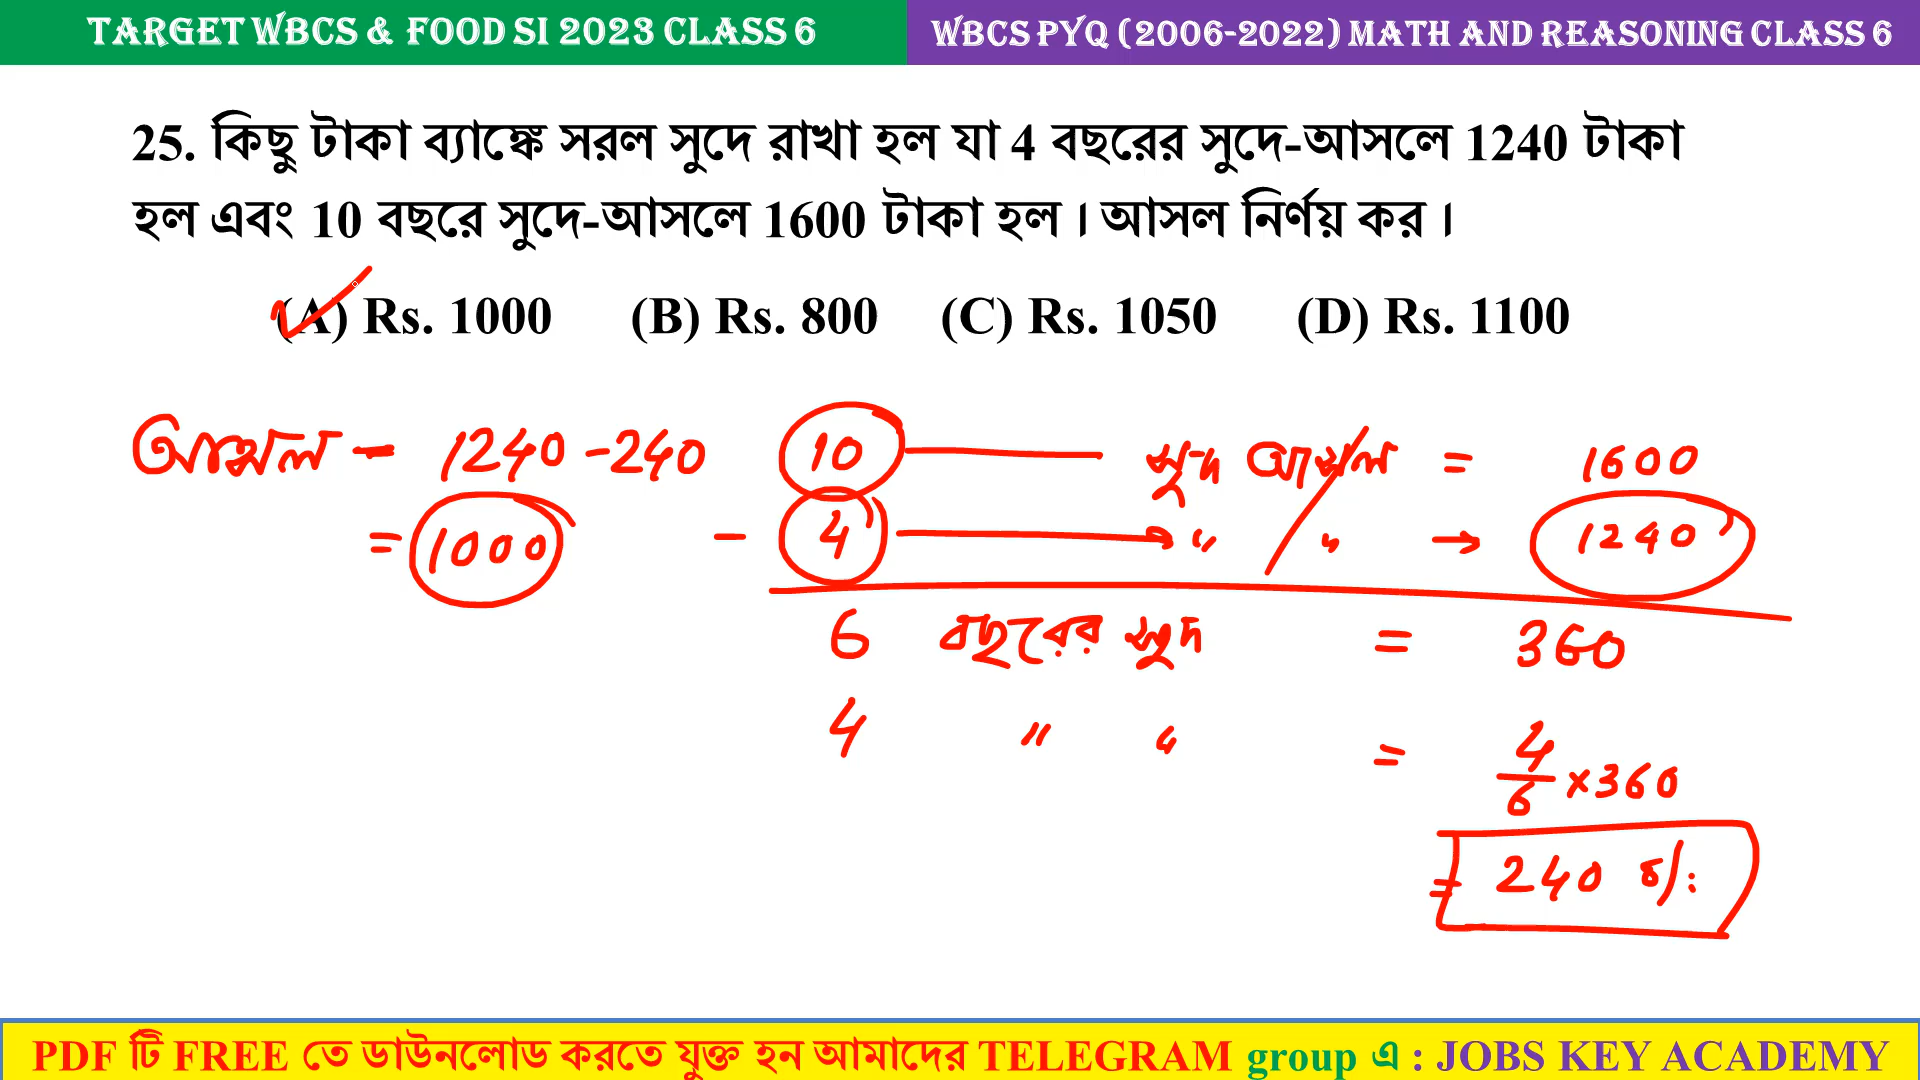 TARGET WBCS & FOOD SI 2023 CLASS 6
WBCS PYQ (2006-2022) MATH AND REASONING CLASS 6
25. কিছু টাকা ব্যাঙ্কে সরল সুদে রাখা হল যা 4 বছরের সুদে-আসলে 1240 টাকা
হল এবং 10 বছরে সুদে-আসলে 1600 টাকা হল। আসল নির্ণয় কর।
(A) Rs. 1000 (B) Rs. 800 (C) Rs. 1050 (D) Rs. 1100
আসল - 1240 - 240
= 1000
10 সুদ আসল = 1600
- 4 " " → 1240
6 বছরের সুদ = 360
4 " " = 4/6 × 360
= 240 ট/:
PDF টি FREE তে ডাউনলোড করতে যুক্ত হন আমাদের TELEGRAM group এ : JOBS KEY ACADEMY